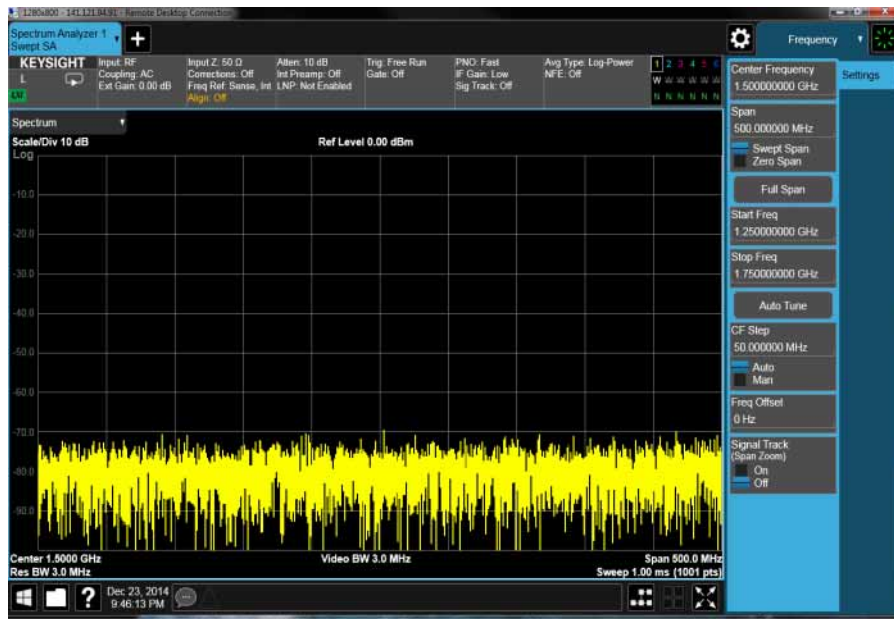 1280x800 - 141.121.94.91 - Remote Desktop Connection
Spectrum Analyzer 1
Swept SA
Frequency
KEYSIGHT
L
Input: RF
Coupling: AC
Ext Gain: 0.00 dB
Input Z: 50 Ω
Corrections: Off
Freq Ref: Sense, Int
Align: Off
Atten: 10 dB
Int Preamp: Off
LNP: Not Enabled
Trig: Free Run
Gate: Off
PNO: Fast
IF Gain: Low
Sig Track: Off
Avg Type: Log-Power
NFE: Off
1 2 3 4 5 6
W W W W W W
N N N N N N
Spectrum
Scale/Div 10 dB
Ref Level 0.00 dBm
Log
-10.0
-20.0
-30.0
-40.0
-50.0
-60.0
-70.0
-80.0
-90.0
Center 1.5000 GHz
Video BW 3.0 MHz
Span 500.0 MHz
Res BW 3.0 MHz
Sweep 1.00 ms (1001 pts)
?
Dec 23, 2014
9:46:13 PM
Center Frequency
1.500000000 GHz
Settings
Span
500.000000 MHz
Swept Span
Zero Span
Full Span
Start Freq
1.250000000 GHz
Stop Freq
1.750000000 GHz
Auto Tune
CF Step
50.000000 MHz
Auto
Man
Freq Offset
0 Hz
Signal Track
(Span Zoom)
On
Off